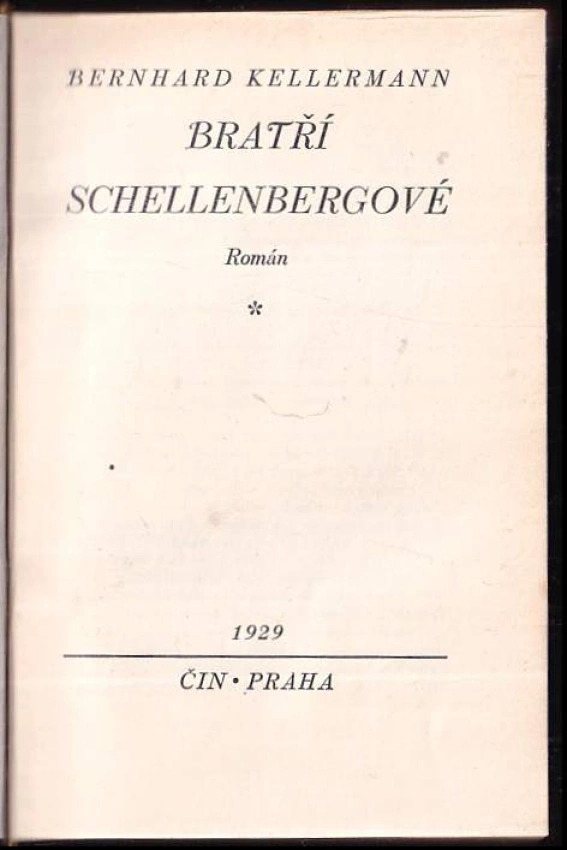 BERNHARD KELLERMANN
BRATŘÍ
SCHELLENBERGOVÉ
Román
*
1929
ČIN • PRAHA